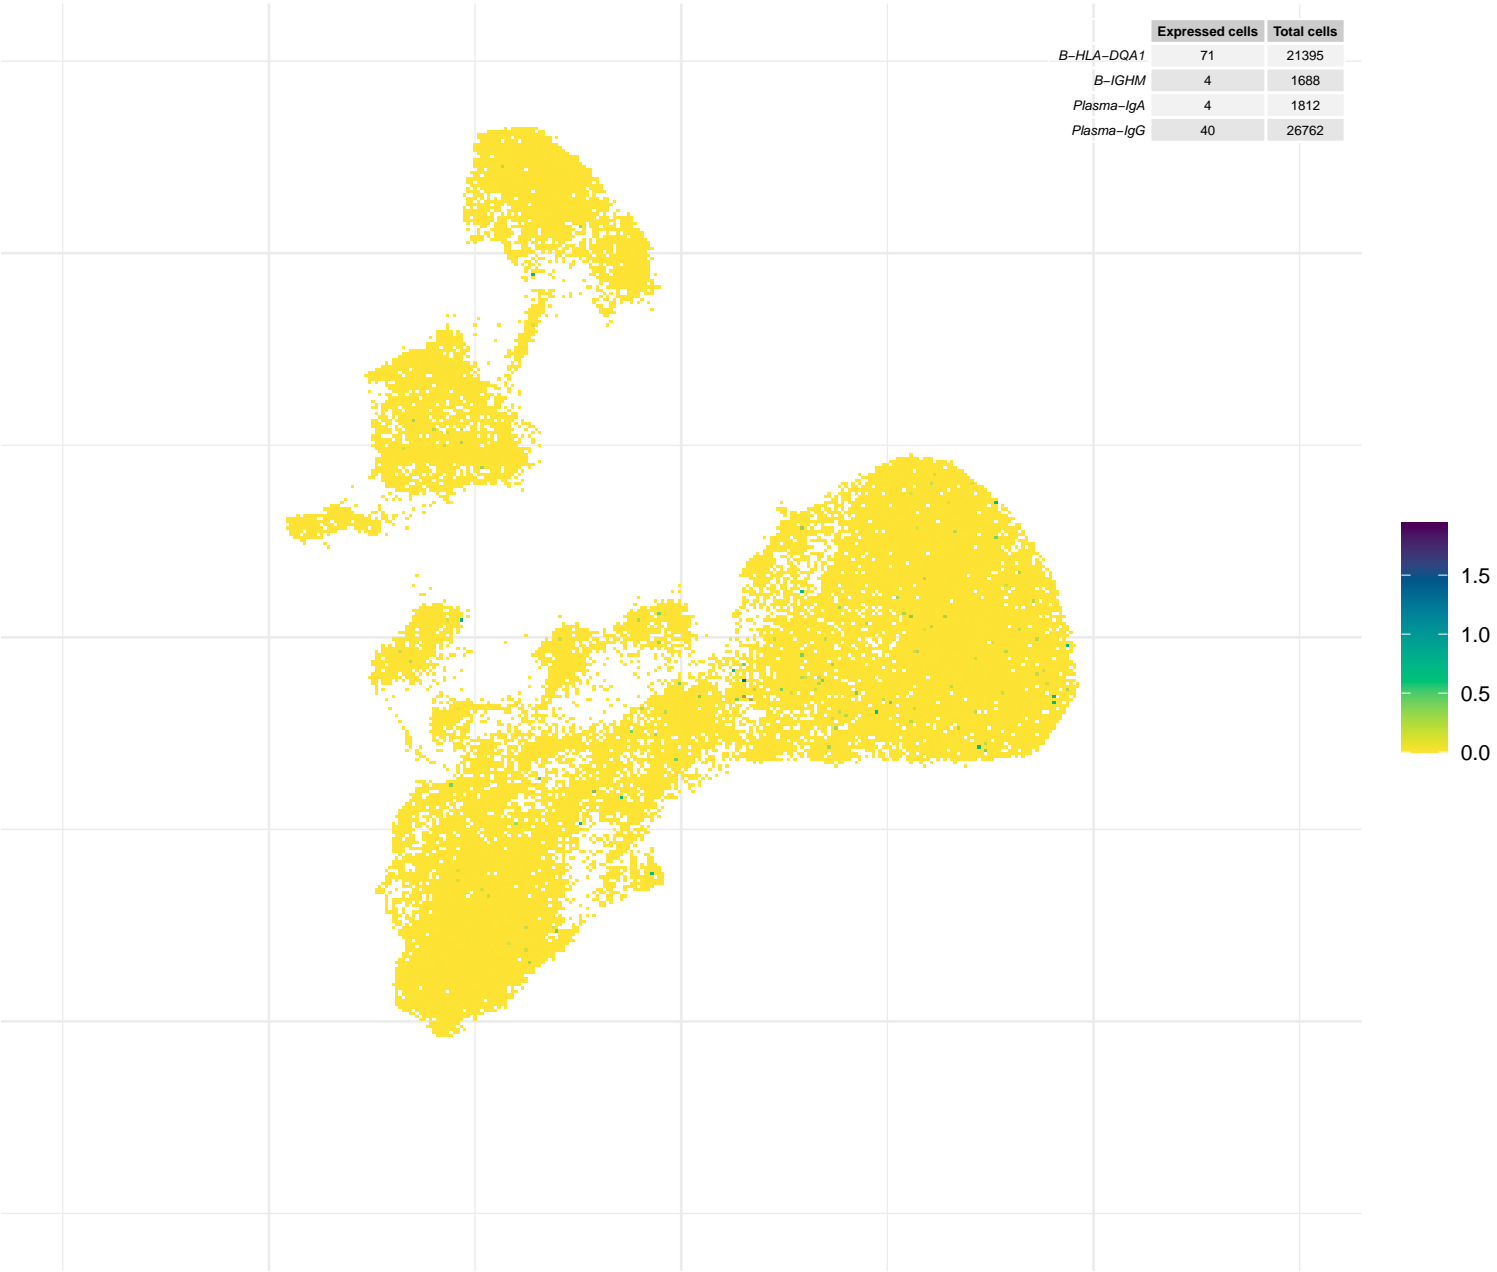 Expressed cells Total cells
B−HLA−DQA1 71 21395
B−IGHM 4 1688
Plasma−IgA 4 1812
Plasma−IgG 40 26762
1.5
1.0
0.5
0.0